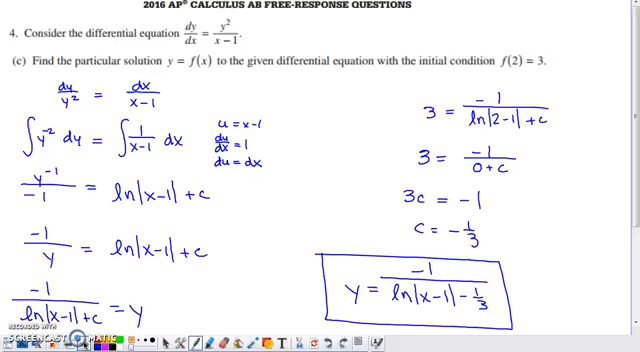 2016 AP® CALCULUS AB FREE-RESPONSE QUESTIONS
4. Consider the differential equation dy/dx = y²/(x − 1).
(c) Find the particular solution y = f(x) to the given differential equation with the initial condition f(2) = 3.
dy/y² = dx/(x-1)
∫ y⁻² dy = ∫ 1/(x-1) dx
u = x-1
du/dx = 1
du = dx
y⁻¹/-1 = ln|x-1| + c
-1/y = ln|x-1| + c
-1/(ln|x-1| + c) = y
3 = -1/(ln|2-1| + c)
3 = -1/(0 + c)
3c = -1
c = -1/3
y = -1/(ln|x-1| - 1/3)
RECORDED WITH
SCREENCAST MATIC